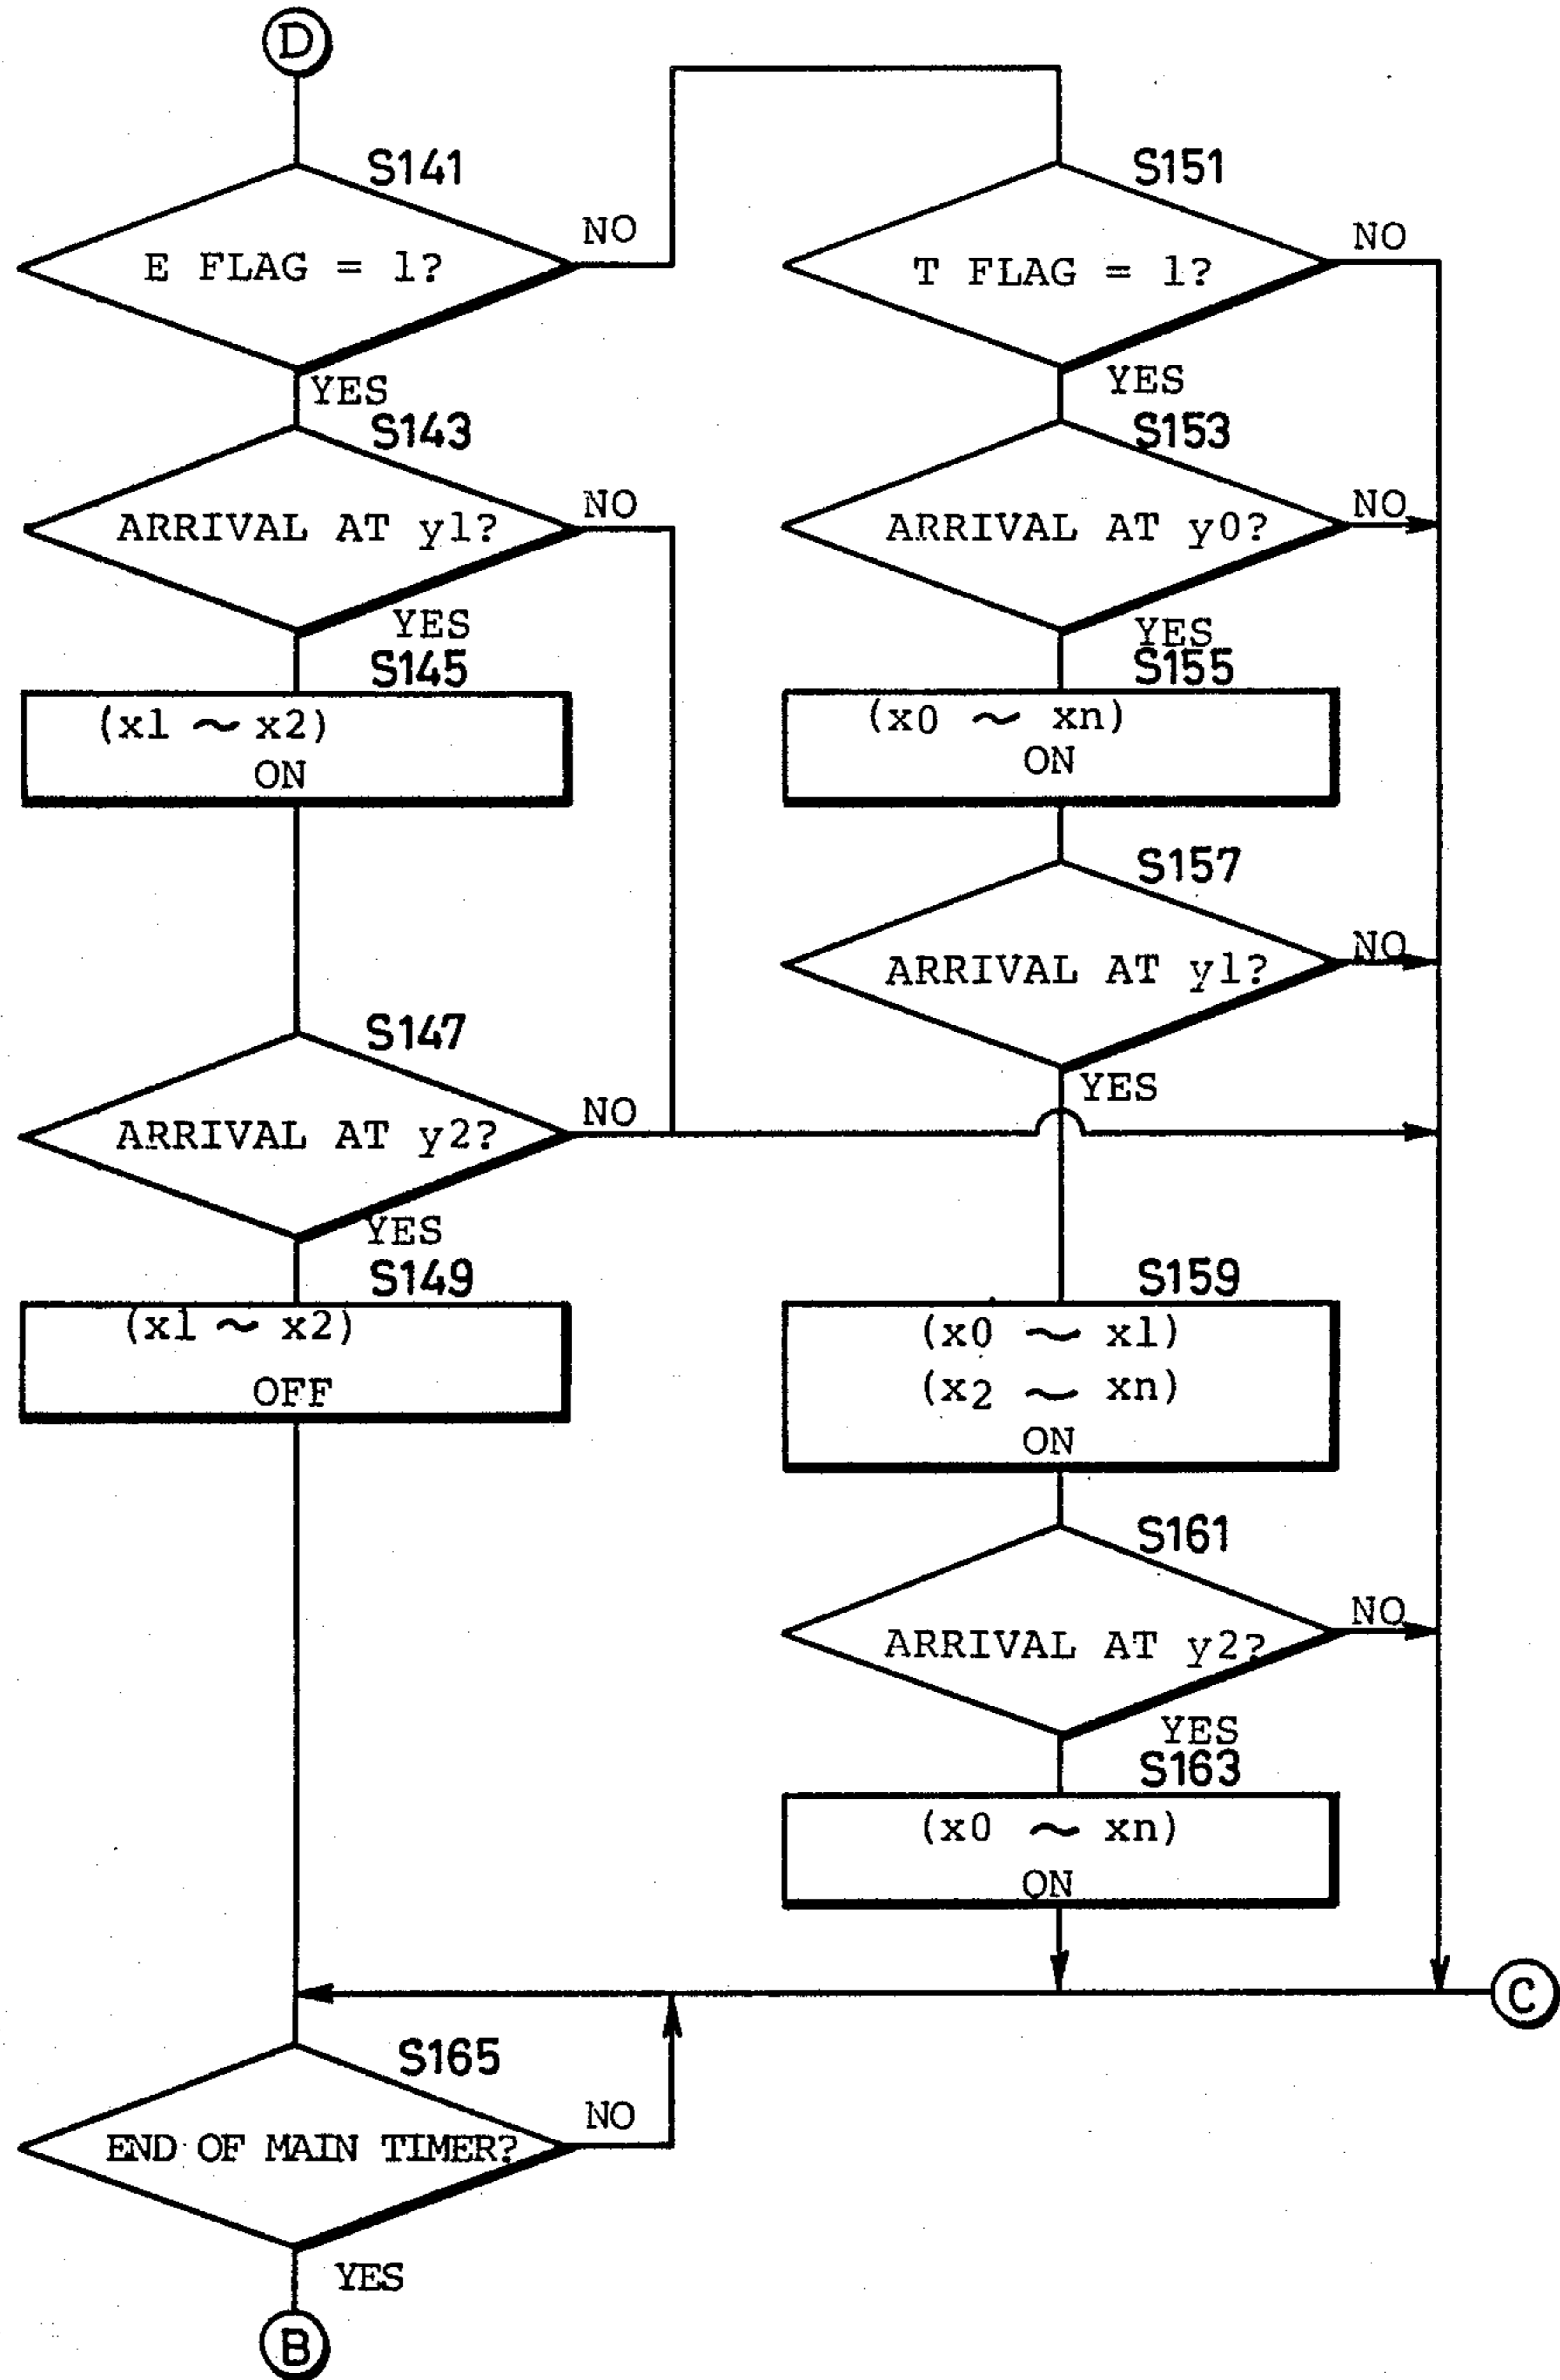 D
S141
E FLAG = 1?
NO
YES
S143
ARRIVAL AT y1?
NO
YES
S145
(x1 ~ x2)
ON
S147
ARRIVAL AT y2?
NO
YES
S149
(x1 ~ x2)
OFF
S151
T FLAG = 1?
NO
YES
S153
ARRIVAL AT y0?
NO
YES
S155
(x0 ~ xn)
ON
S157
ARRIVAL AT y1?
NO
YES
S159
(x0 ~ x1)
(x2 ~ xn)
ON
S161
ARRIVAL AT y2?
NO
YES
S163
(x0 ~ xn)
ON
C
S165
END OF MAIN TIMER?
NO
YES
B